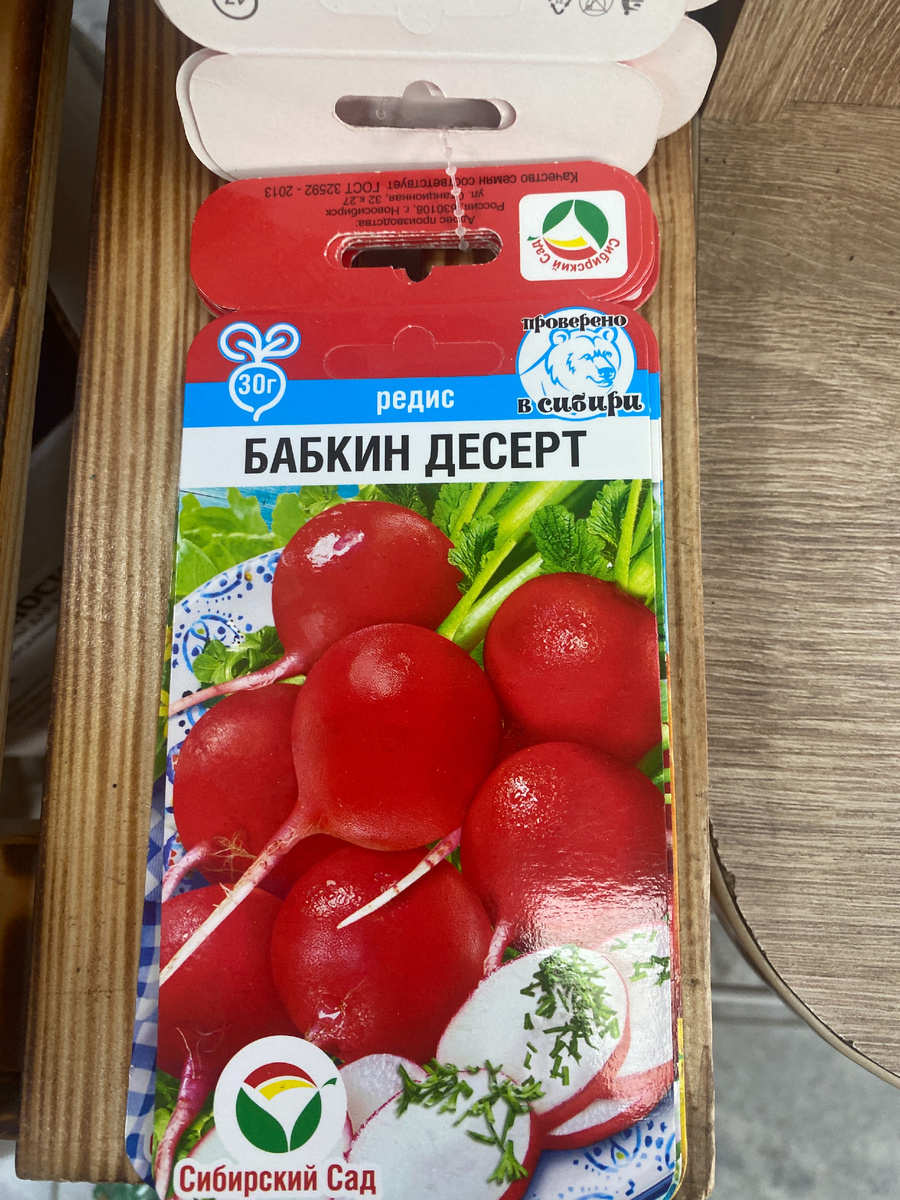 Качество семян соответствует ГОСТ 32592 - 2013
ул. Станционная, 32 к.27
Россия, 630108, г. Новосибирск
Адрес производства:
Сибирский Сад
проверено
в сибири
30г
редис
БАБКИН ДЕСЕРТ
Сибирский Сад